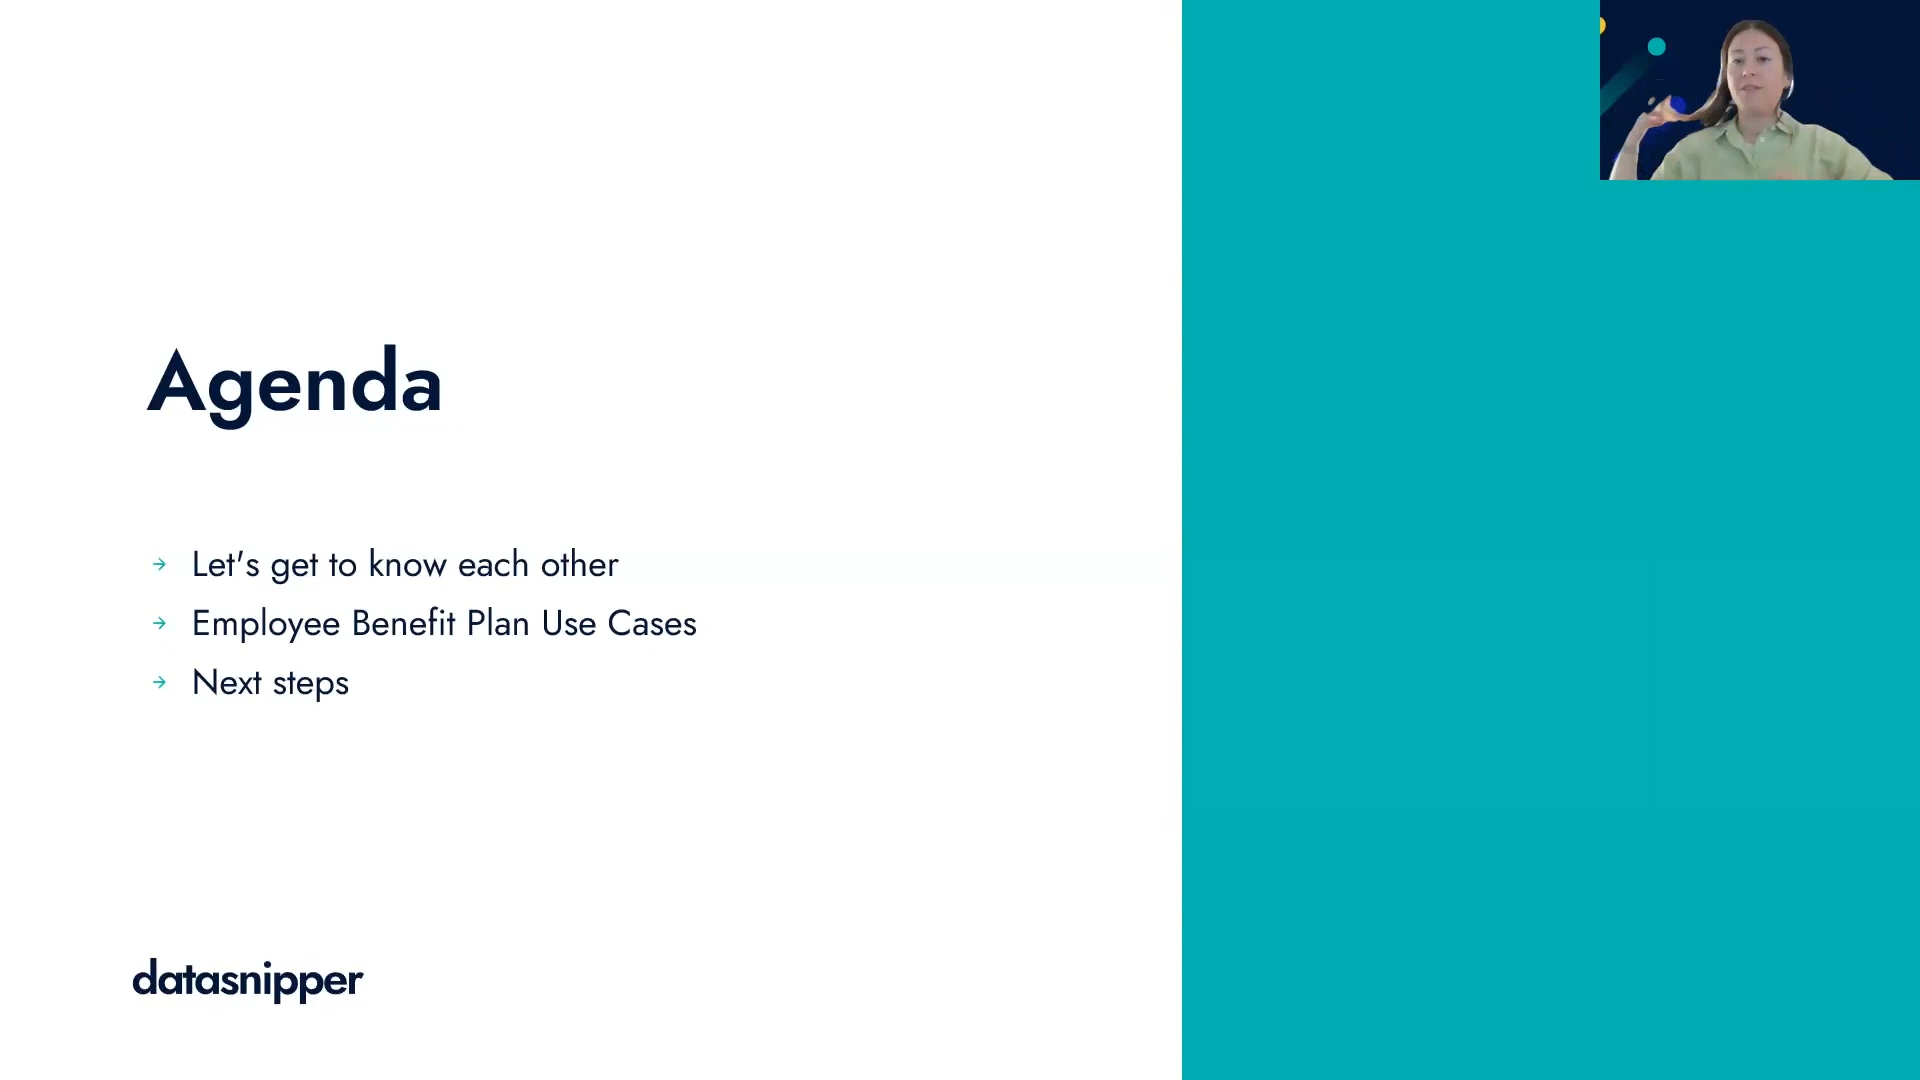 Agenda
Let's get to know each other
Employee Benefit Plan Use Cases
Next steps
datasnipper